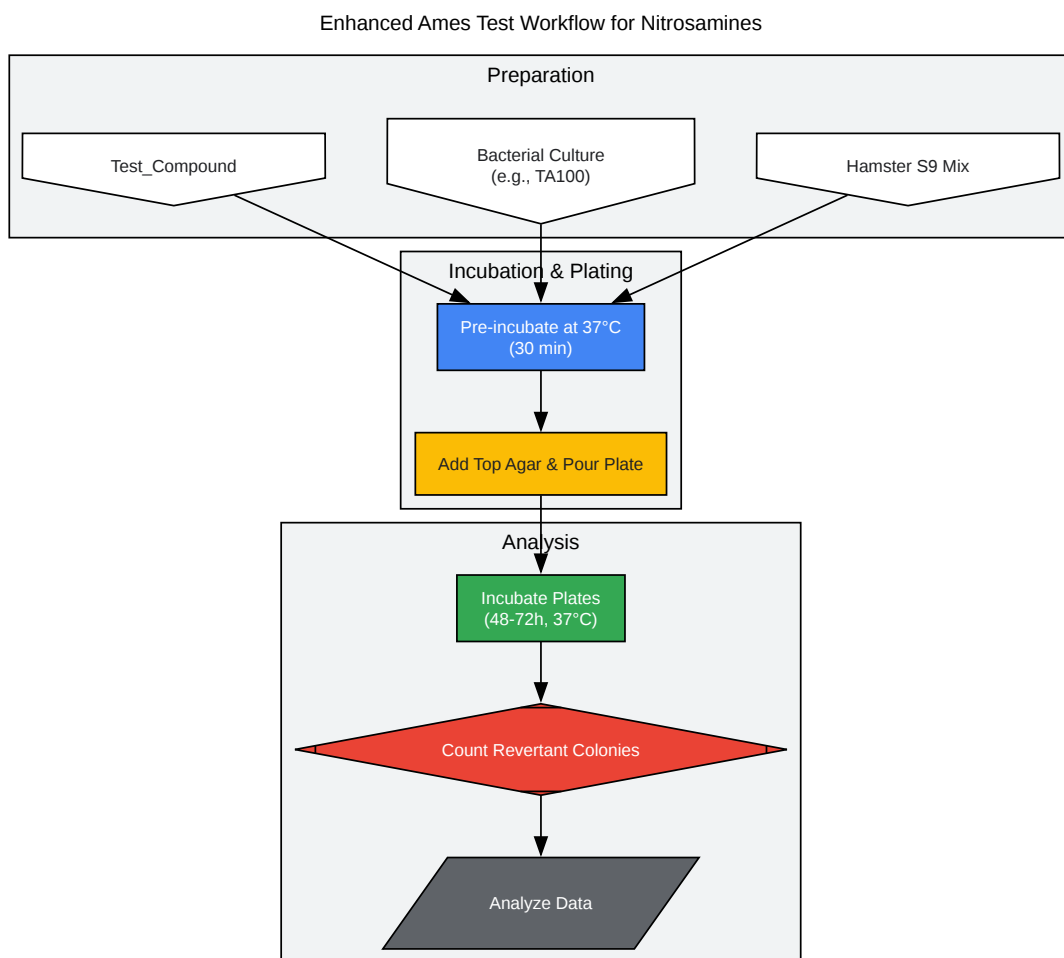 Enhanced Ames Test Workflow for Nitrosamines
Preparation
Test_Compound
Bacterial Culture
(e.g., TA100)
Hamster S9 Mix
Incubation & Plating
Pre-incubate at 37°C
(30 min)
Add Top Agar & Pour Plate
Analysis
Incubate Plates
(48-72h, 37°C)
Count Revertant Colonies
Analyze Data